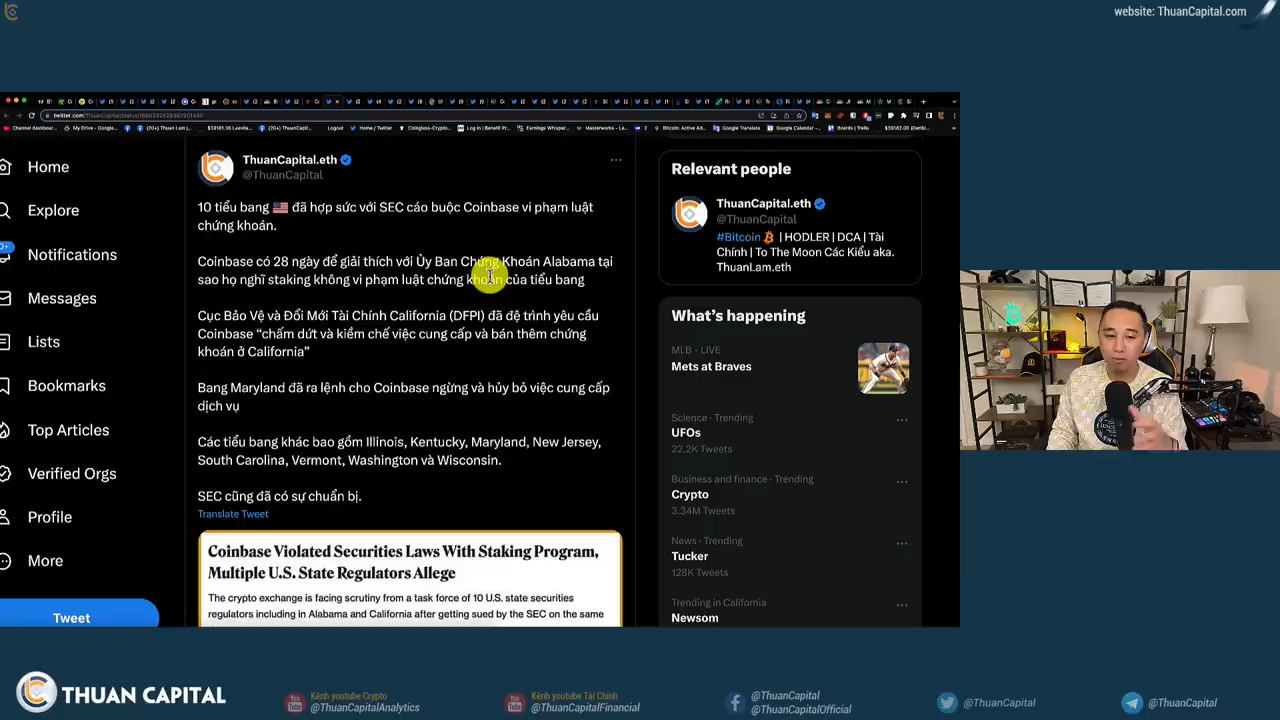 website: ThuanCapital.com
twitter.com/ThuanCapital/status/
Home
Explore
Notifications
Messages
Lists
Bookmarks
Top Articles
Verified Orgs
Profile
More
Tweet
ThuanCapital.eth
@ThuanCapital
10 tiểu bang 🇺🇸 đã hợp sức với SEC cáo buộc Coinbase vi phạm luật
chứng khoán.
Coinbase có 28 ngày để giải thích với Ủy Ban Chứng Khoán Alabama tại
sao họ nghĩ staking không vi phạm luật chứng khoán của tiểu bang
Cục Bảo Vệ và Đổi Mới Tài Chính California (DFPI) đã đệ trình yêu cầu
Coinbase “chấm dứt và kiềm chế việc cung cấp và bán thêm chứng
khoán ở California”
Bang Maryland đã ra lệnh cho Coinbase ngừng và hủy bỏ việc cung cấp
dịch vụ
Các tiểu bang khác bao gồm Illinois, Kentucky, Maryland, New Jersey,
South Carolina, Vermont, Washington và Wisconsin.
SEC cũng đã có sự chuẩn bị.
Translate Tweet
Coinbase Violated Securities Laws With Staking Program,
Multiple U.S. State Regulators Allege
The crypto exchange is facing scrutiny from a task force of 10 U.S. state securities
regulators including in Alabama and California after getting sued by the SEC on the same
Relevant people
ThuanCapital.eth
@ThuanCapital
#Bitcoin | HODLER | DCA | Tài
Chính | To The Moon Các Kiểu aka.
ThuanLam.eth
What’s happening
MLB · LIVE
Mets at Braves
Science · Trending
UFOs
22.2K Tweets
Business and finance · Trending
Crypto
3.34M Tweets
News · Trending
Tucker
128K Tweets
Trending in California
Newsom
THUAN CAPITAL
Kênh youtube Crypto
@ThuanCapitalAnalytics
Kênh youtube Tài Chính
@ThuanCapitalFinancial
@ThuanCapital
@ThuanCapitalOfficial
@ThuanCapital
@ThuanCapital